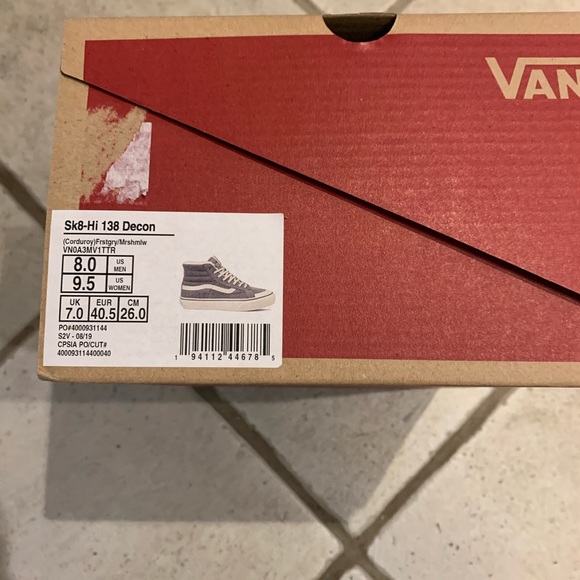 VAN
Sk8-Hi 138 Decon
(Corduroy)Frstgry/Mrshmlw
VN0A3MV1TTR
8.0 US MEN
9.5 US WOMEN
UK EUR CM
7.0 40.5 26.0
PO#4000931144
S2V - 08/19
CPSIA PO/CUT#
400093114400040
1 94112 44678 5